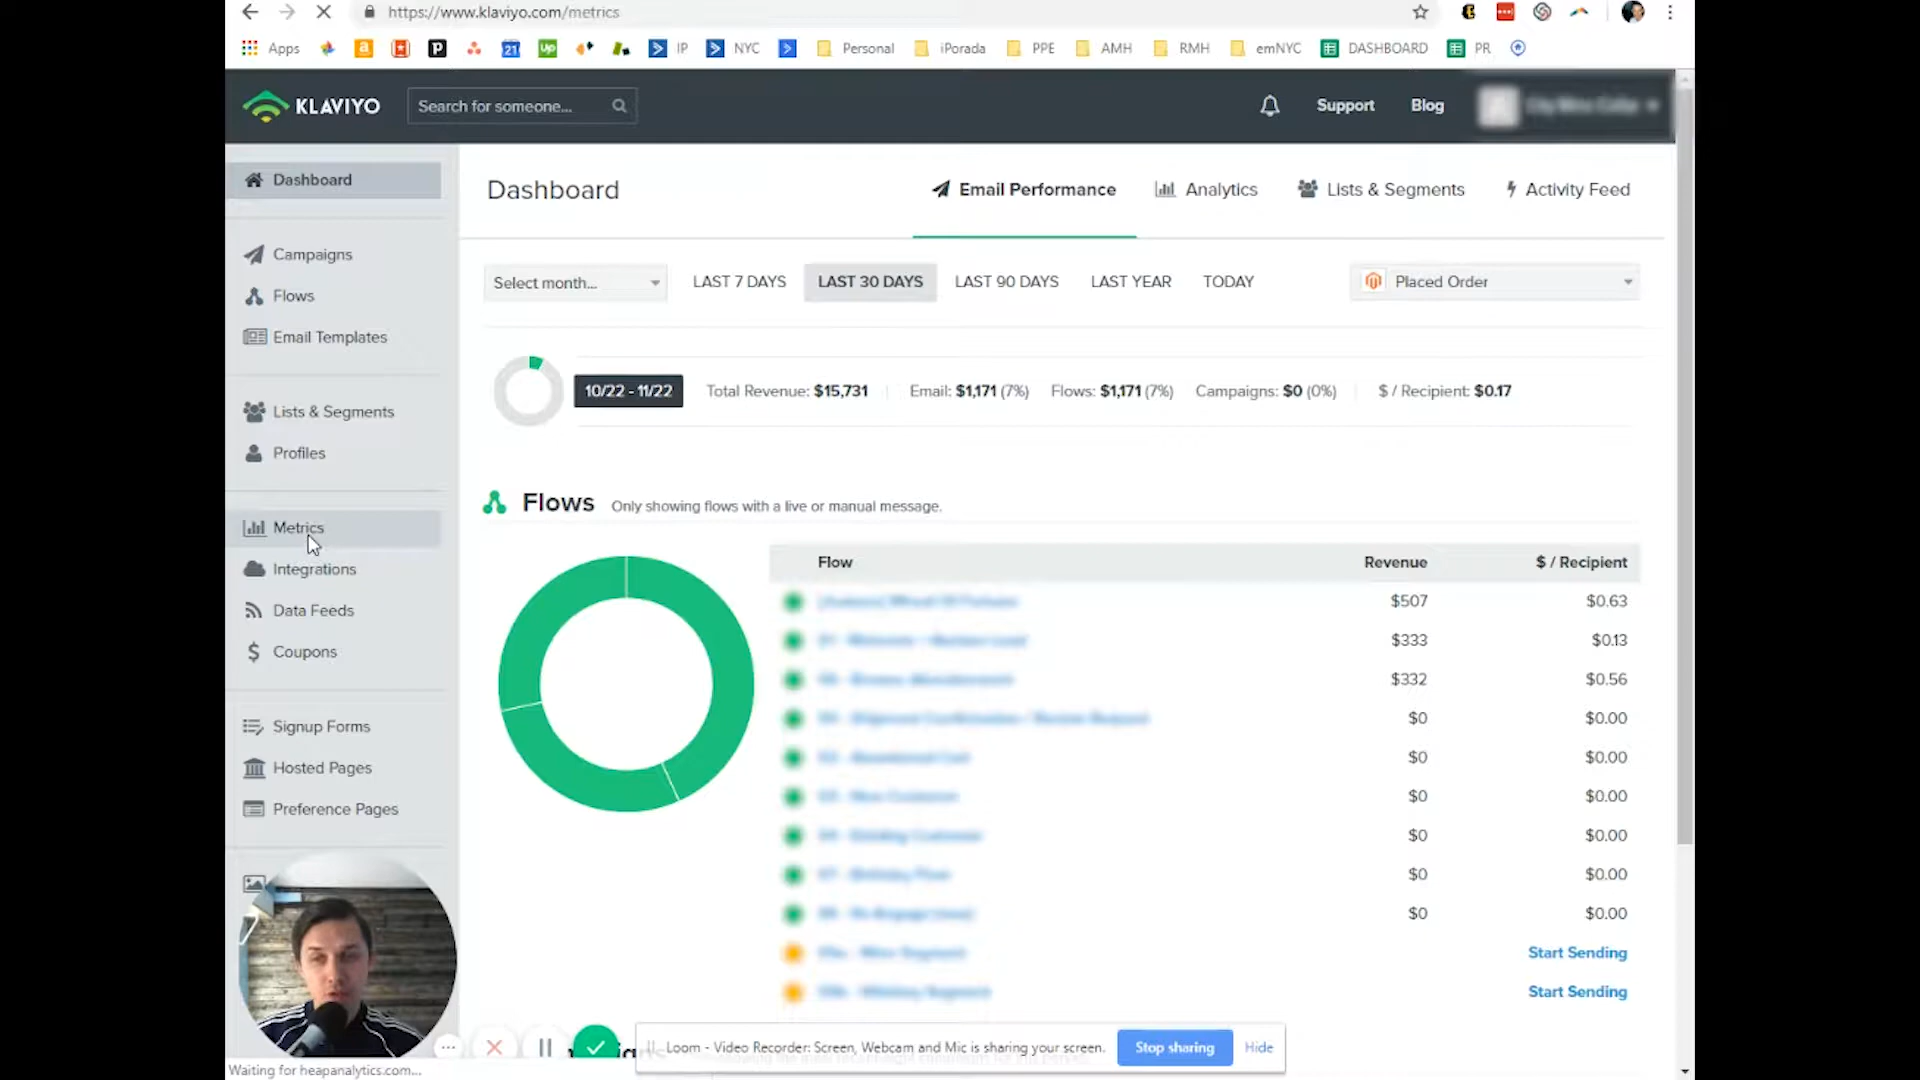 https://www.klaviyo.com/metrics
Apps
21
IP
NYC
Personal
iPorada
PPE
AMH
RMH
emNYC
DASHBOARD
PR
KLAVIYO
Search for someone...
Support
Blog
Dashboard
Campaigns
Flows
Email Templates
Lists & Segments
Profiles
Metrics
Integrations
Data Feeds
Coupons
Signup Forms
Hosted Pages
Preference Pages
Dashboard
Email Performance
Analytics
Lists & Segments
Activity Feed
Select month...
LAST 7 DAYS
LAST 30 DAYS
LAST 90 DAYS
LAST YEAR
TODAY
Placed Order
10/22 - 11/22
Total Revenue: $15,731
Email: $1,171 (7%)
Flows: $1,171 (7%)
Campaigns: $0 (0%)
$ / Recipient: $0.17
Flows Only showing flows with a live or manual message.
Flow Revenue $ / Recipient
$507 $0.63
$333 $0.13
$332 $0.56
$0 $0.00
$0 $0.00
$0 $0.00
$0 $0.00
$0 $0.00
$0 $0.00
Start Sending
Start Sending
Loom - Video Recorder: Screen, Webcam and Mic is sharing your screen.
Stop sharing
Hide
Waiting for heapanalytics.com...